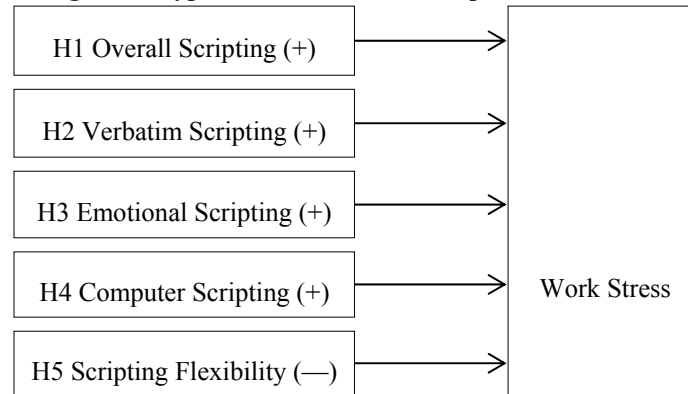 H1 Overall Scripting (+)
H2 Verbatim Scripting (+)
H3 Emotional Scripting (+)
H4 Computer Scripting (+)
Work Stress
H5 Scripting Flexibility (—)